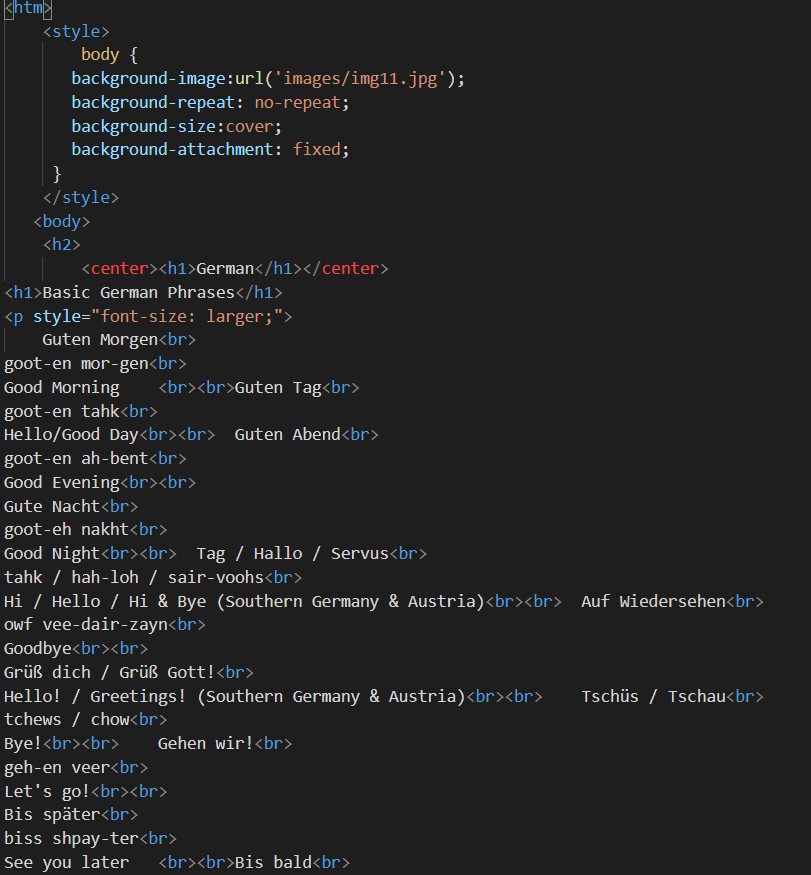 <htm>
<style>
body {
background-image:url('images/img11.jpg');
background-repeat: no-repeat;
background-size:cover;
background-attachment: fixed;
}
</style>
<body>
<h2>
<center><h1>German</h1></center>
<h1>Basic German Phrases</h1>
<p style="font-size: larger;">
Guten Morgen<br>
goot-en mor-gen<br>
Good Morning    <br><br>Guten Tag<br>
goot-en tahk<br>
Hello/Good Day<br><br>  Guten Abend<br>
goot-en ah-bent<br>
Good Evening<br><br>
Gute Nacht<br>
goot-eh nakht<br>
Good Night<br><br>  Tag / Hallo / Servus<br>
tahk / hah-loh / sair-voohs<br>
Hi / Hello / Hi & Bye (Southern Germany & Austria)<br><br>  Auf Wiedersehen<br>
owf vee-dair-zayn<br>
Goodbye<br><br>
Grüß dich / Grüß Gott!<br>
Hello! / Greetings! (Southern Germany & Austria)<br><br>    Tschüs / Tschau<br>
tchews / chow<br>
Bye!<br><br>    Gehen wir!<br>
geh-en veer<br>
Let's go!<br><br>
Bis später<br>
biss shpay-ter<br>
See you later   <br><br>Bis bald<br>